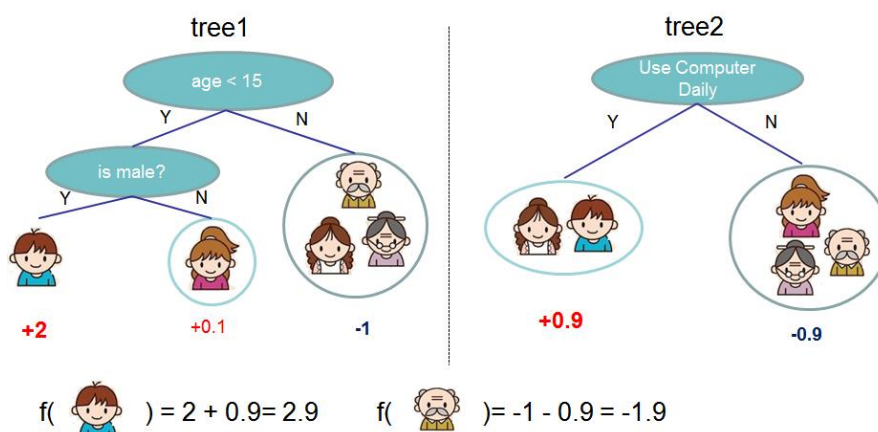 tree1
age < 15
Y
N
is male?
Y
N
+2
+0.1
-1
tree2
Use Computer
Daily
Y
N
+0.9
-0.9
f( ) = 2 + 0.9= 2.9
f( )= -1 - 0.9 = -1.9